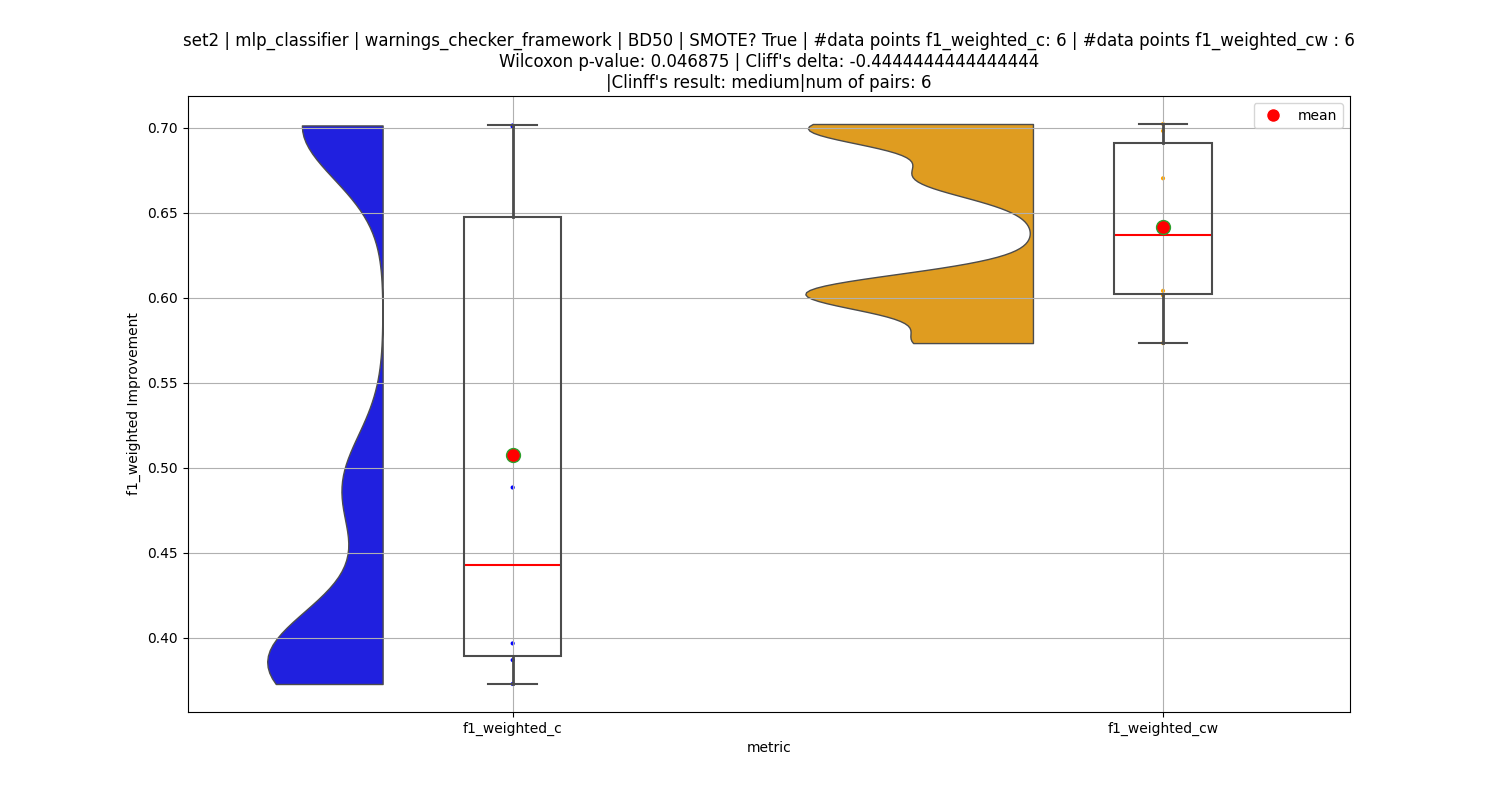 set2 | mlp_classifier | warnings_checker_framework | BD50 | SMOTE? True | #data points f1_weighted_c: 6 | #data points f1_weighted_cw : 6
Wilcoxon p-value: 0.046875 | Cliff's delta: -0.4444444444444444
|Clinff's result: medium|num of pairs: 6
mean
0.70
0.65
0.60
0.55
0.50
0.45
0.40
f1_weighted Improvement
f1_weighted_c
f1_weighted_cw
metric